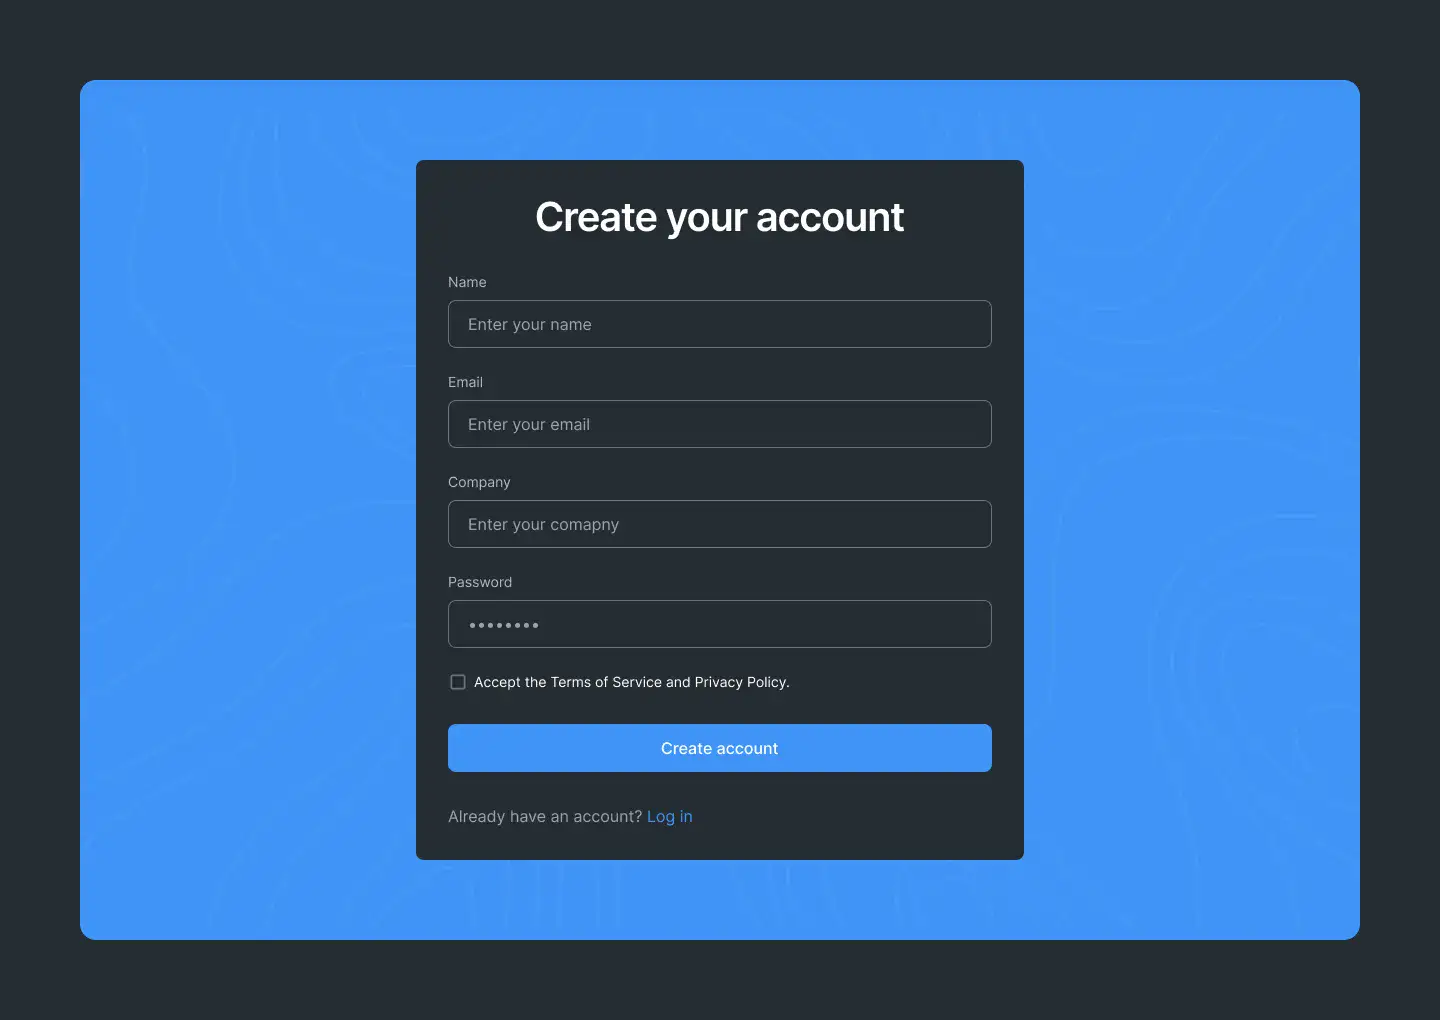 Create your account
Name
Enter your name
Email
Enter your email
Company
Enter your comapny
Password
••••••••
Accept the Terms of Service and Privacy Policy.
Create account
Already have an account? Log in